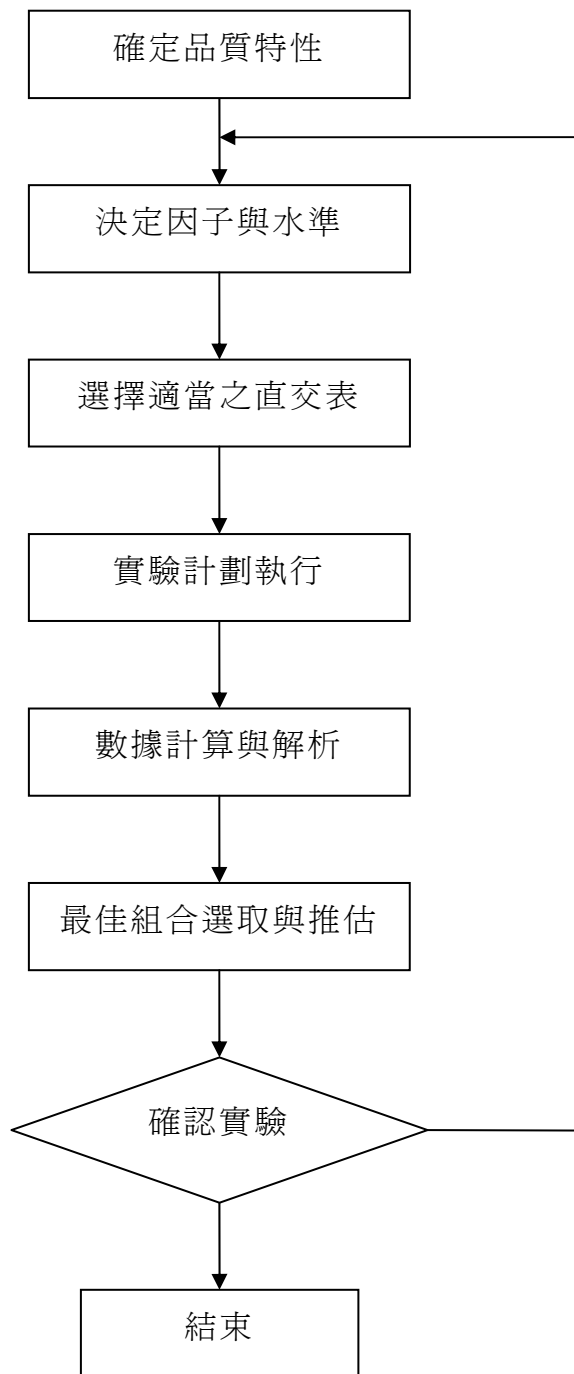 確定品質特性
決定因子與水準
選擇適當之直交表
實驗計劃執行
數據計算與解析
最佳組合選取與推估
確認實驗
結束